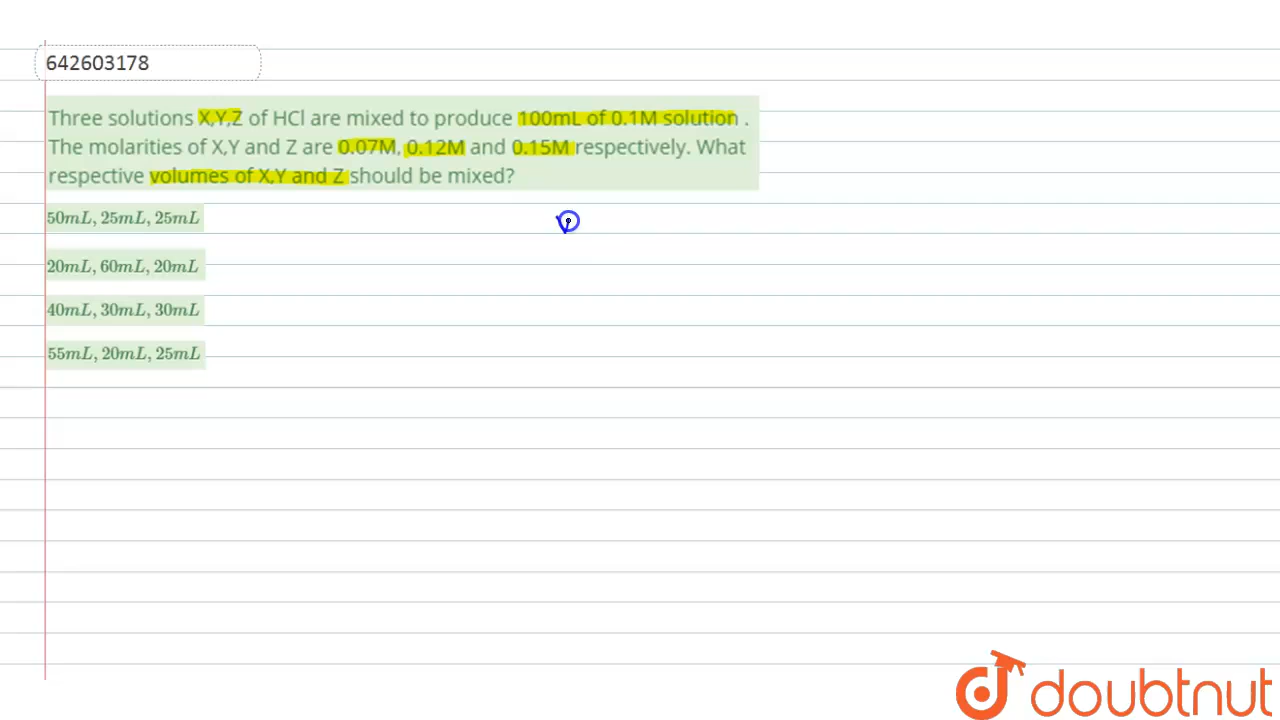 642603178
Three solutions X,Y,Z of HCl are mixed to produce 100mL of 0.1M solution .
The molarities of X,Y and Z are 0.07M, 0.12M and 0.15M respectively. What
respective volumes of X,Y and Z should be mixed?
50mL, 25mL, 25mL
20mL, 60mL, 20mL
40mL, 30mL, 30mL
55mL, 20mL, 25mL
doubtnut